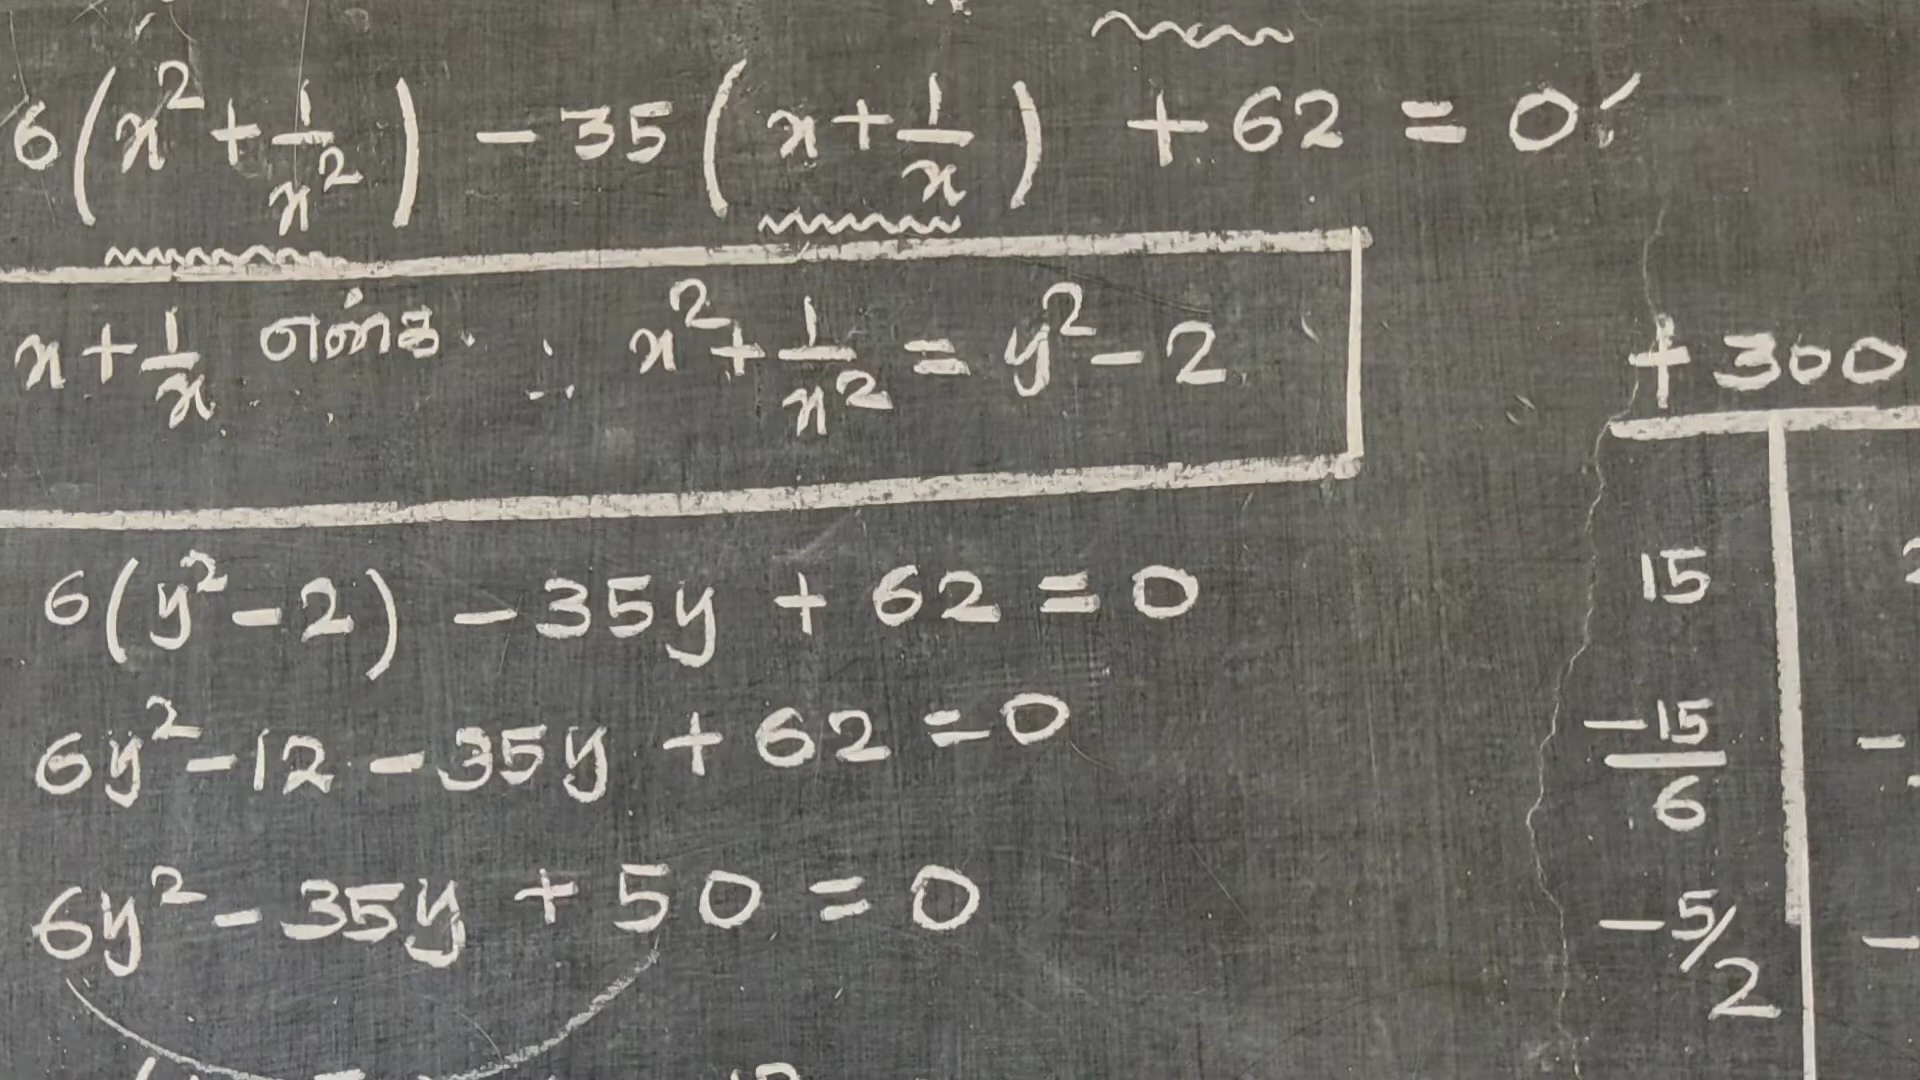 6(x² + 1/x²) - 35(x + 1/x) + 62 = 0
x + 1/x என்க. ∴ x² + 1/x² = y² - 2
6(y² - 2) - 35y + 62 = 0
6y² - 12 - 35y + 62 = 0
6y² - 35y + 50 = 0
+ 300
15
-15/6
-5/2